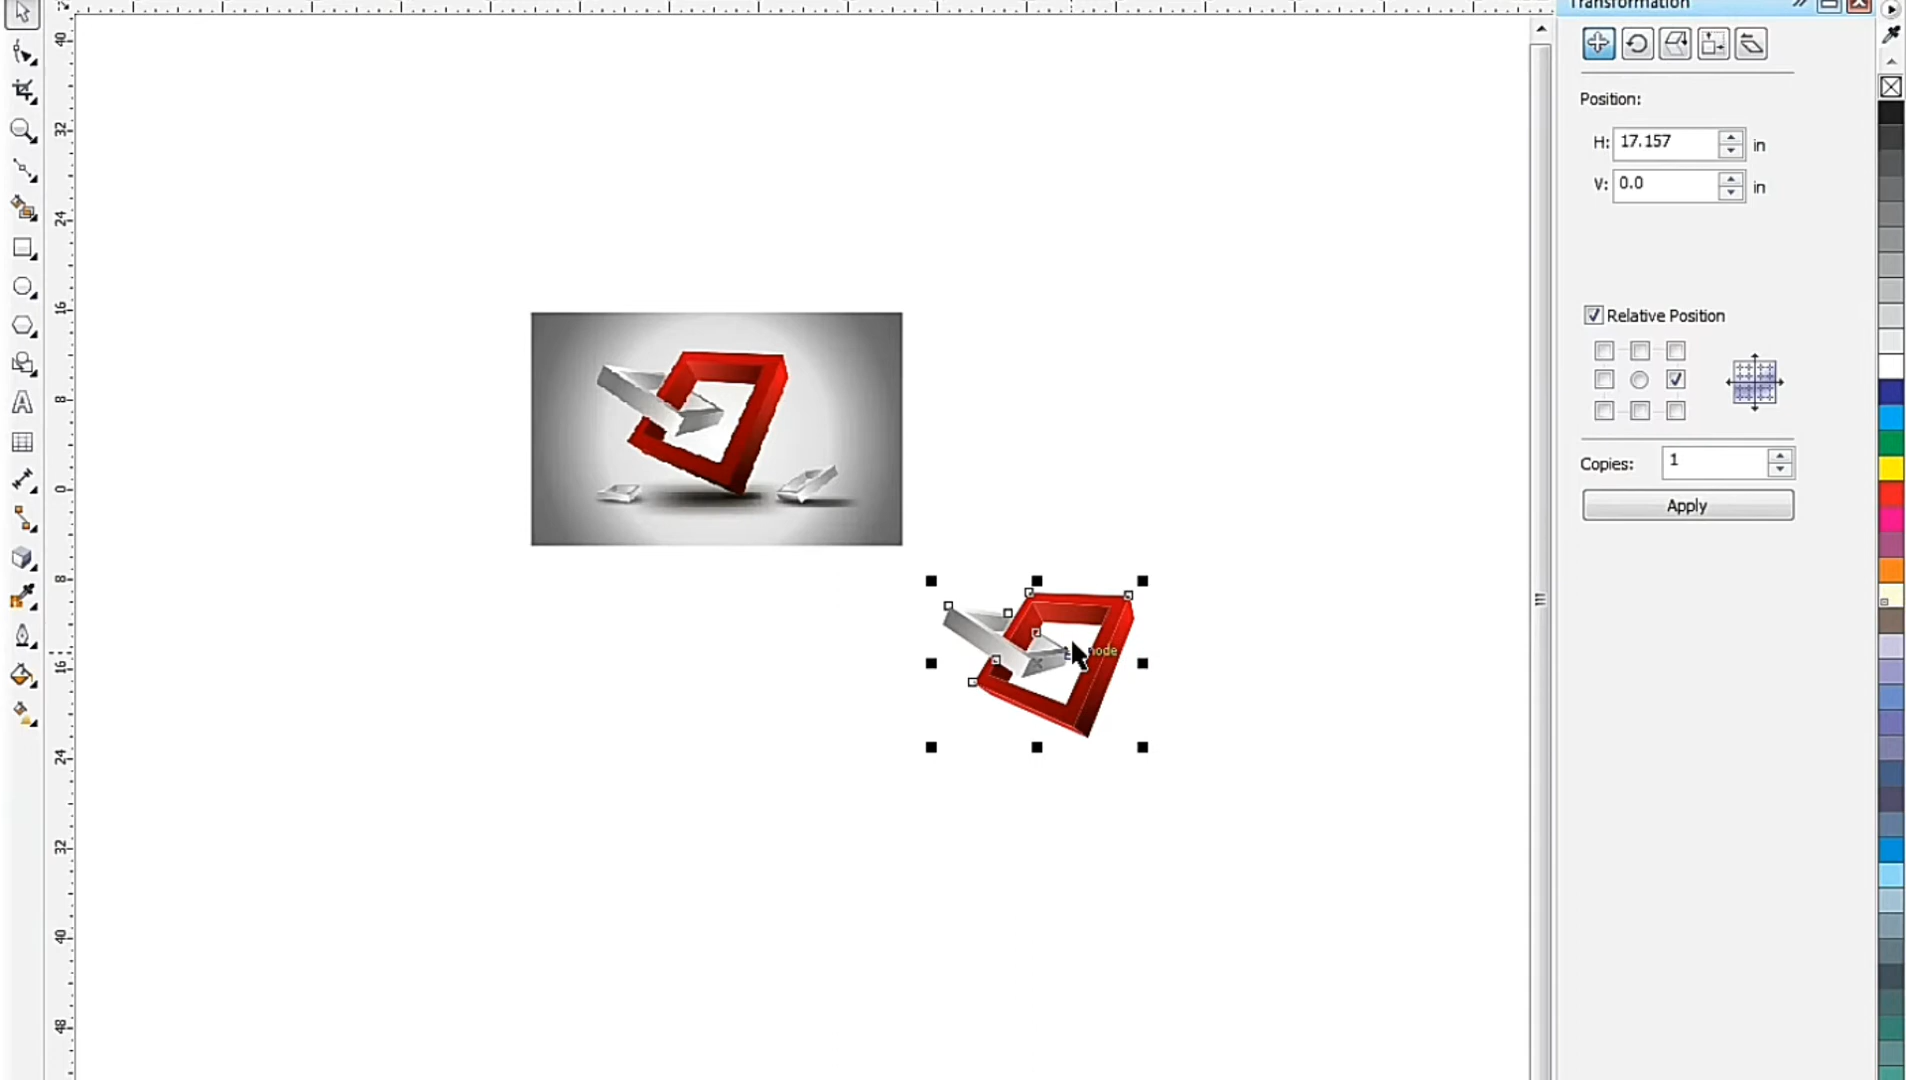 Transformation
Position:
H: 17.157 in
V: 0.0 in
Relative Position
Copies: 1
Apply
node
40
32
24
16
8
0
8
16
24
32
40
48